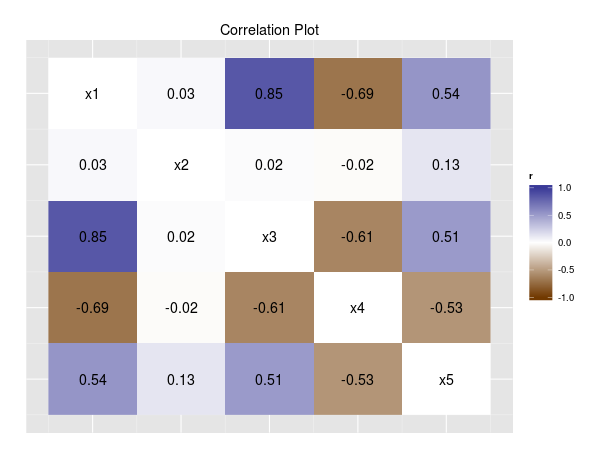 Correlation Plot
x1 0.03 0.85 -0.69 0.54
0.03 x2 0.02 -0.02 0.13
0.85 0.02 x3 -0.61 0.51
-0.69 -0.02 -0.61 x4 -0.53
0.54 0.13 0.51 -0.53 x5
r
1.0
0.5
0.0
-0.5
-1.0